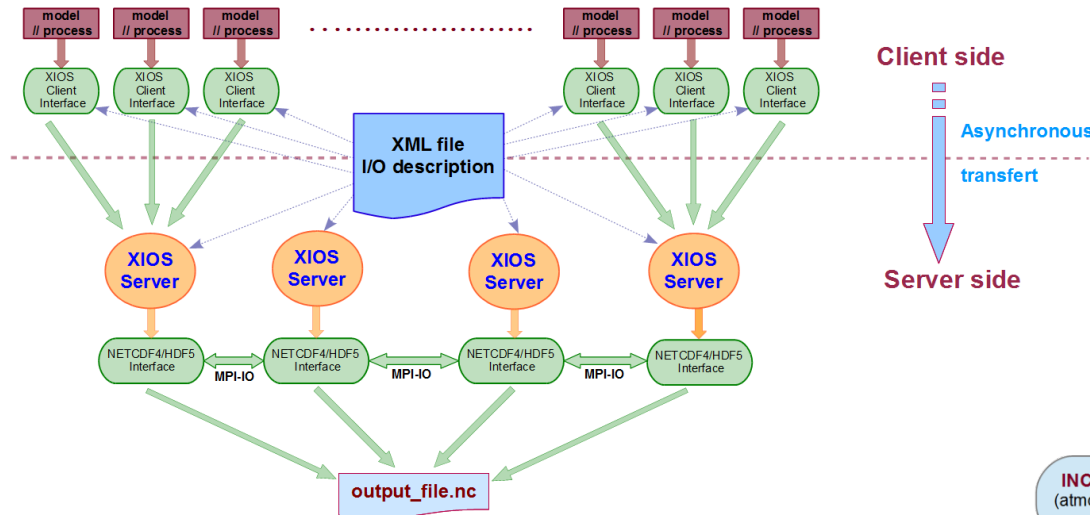 model
// process
model
// process
model
// process
model
// process
model
// process
model
// process
XIOS
Client
Interface
XIOS
Client
Interface
XIOS
Client
Interface
XIOS
Client
Interface
XIOS
Client
Interface
XIOS
Client
Interface
Client side
XML file
I/O description
Asynchronous
transfert
XIOS
Server
XIOS
Server
XIOS
Server
XIOS
Server
Server side
NETCDF4/HDF5
Interface
MPI-IO
NETCDF4/HDF5
Interface
MPI-IO
NETCDF4/HDF5
Interface
MPI-IO
NETCDF4/HDF5
Interface
output_file.nc